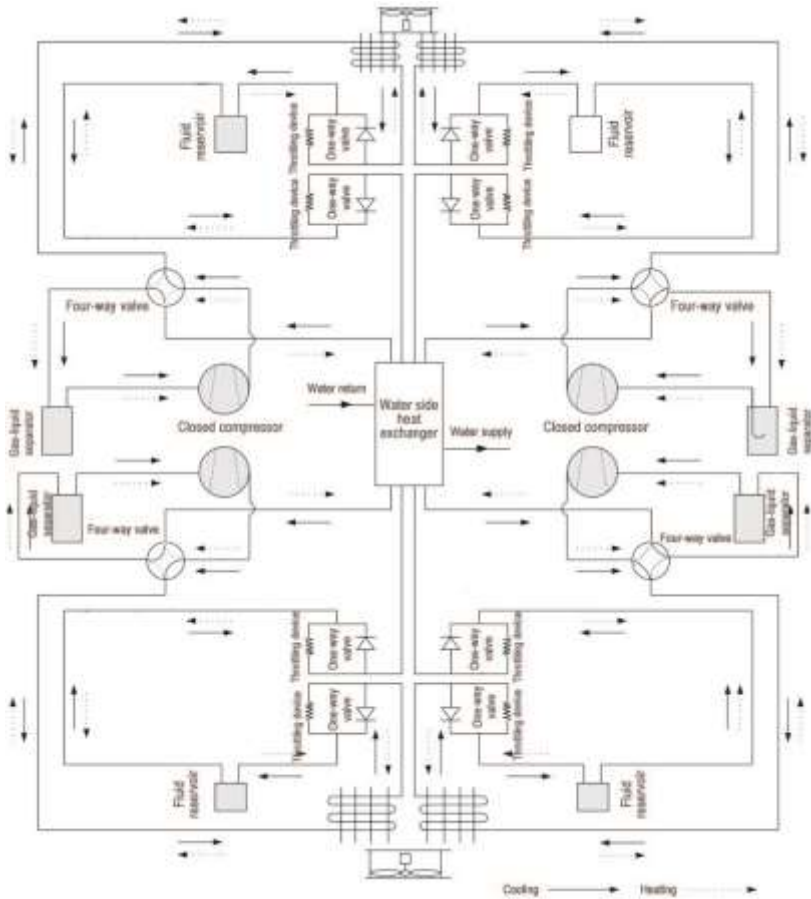 Fluid
reservoir
Throttling device
One-way
valve
One-way
valve
Throttling device
Fluid
reservoir
Throttling device
One-way
valve
One-way
valve
Throttling device
Four-way valve
Four-way valve
Gas-liquid
separator
Closed compressor
Water return
Water side
heat
exchanger
Water supply
Closed compressor
Gas-liquid
separator
Gas-liquid
separator
Four-way valve
Four-way valve
Gas-liquid
separator
Throttling device
One-way
valve
One-way
valve
Throttling device
Throttling device
One-way
valve
One-way
valve
Throttling device
Fluid
reservoir
Fluid
reservoir
Cooling
Heating